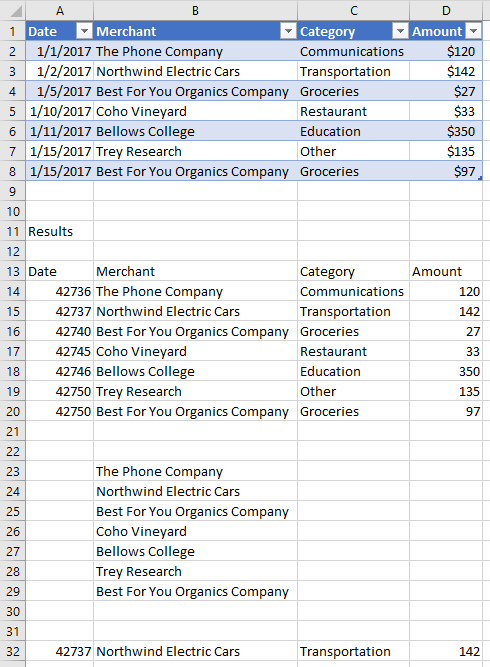 A B C D
1 Date Merchant Category Amount
2 1/1/2017 The Phone Company Communications $120
3 1/2/2017 Northwind Electric Cars Transportation $142
4 1/5/2017 Best For You Organics Company Groceries $27
5 1/10/2017 Coho Vineyard Restaurant $33
6 1/11/2017 Bellows College Education $350
7 1/15/2017 Trey Research Other $135
8 1/15/2017 Best For You Organics Company Groceries $97
9
10
11 Results
12
13 Date Merchant Category Amount
14 42736 The Phone Company Communications 120
15 42737 Northwind Electric Cars Transportation 142
16 42740 Best For You Organics Company Groceries 27
17 42745 Coho Vineyard Restaurant 33
18 42746 Bellows College Education 350
19 42750 Trey Research Other 135
20 42750 Best For You Organics Company Groceries 97
21
22
23 The Phone Company
24 Northwind Electric Cars
25 Best For You Organics Company
26 Coho Vineyard
27 Bellows College
28 Trey Research
29 Best For You Organics Company
30
31
32 42737 Northwind Electric Cars Transportation 142